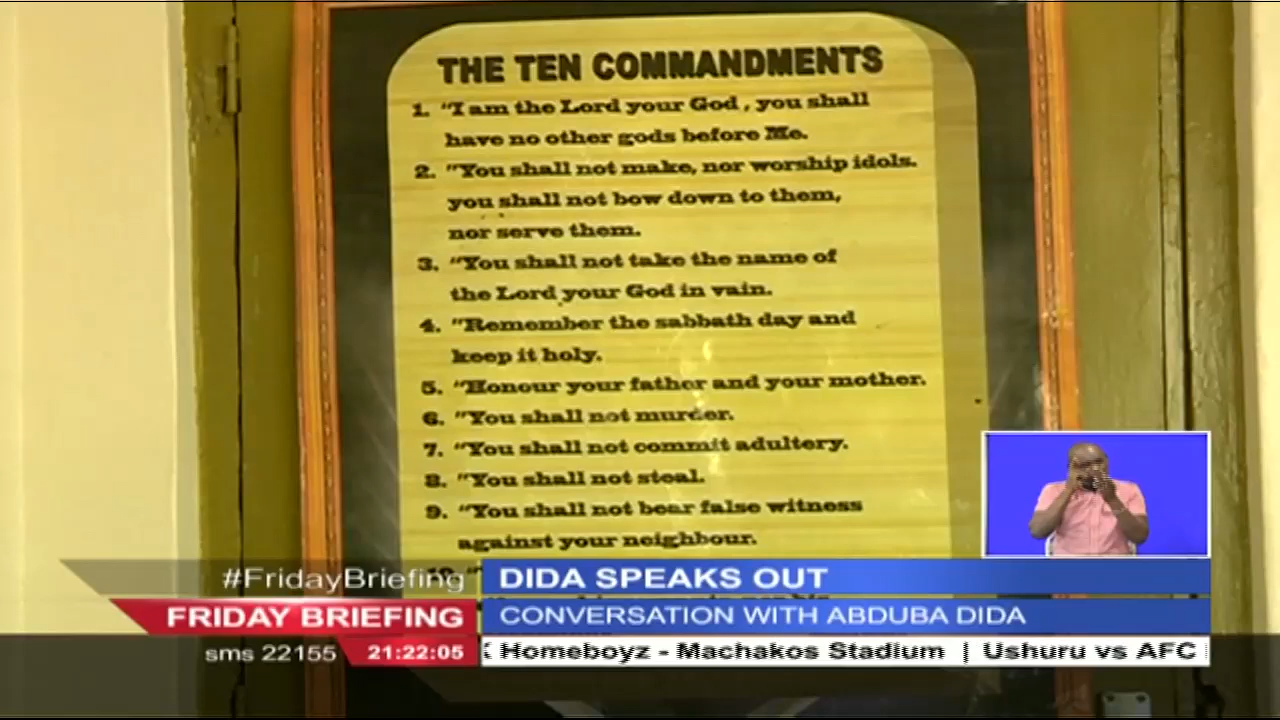 THE TEN COMMANDMENTS
1. "I am the Lord your God, you shall
have no other gods before Me.
2. "You shall not make, nor worship idols.
you shall not bow down to them,
nor serve them.
3. "You shall not take the name of
the Lord your God in vain.
4. "Remember the sabbath day and
keep it holy.
5. "Honour your father and your mother.
6. "You shall not murder.
7. "You shall not commit adultery.
8. "You shall not steal.
9. "You shall not bear false witness
against your neighbour.
#FridayBriefing
DIDA SPEAKS OUT
FRIDAY BRIEFING
CONVERSATION WITH ABDUBA DIDA
sms 22155
21:22:05
Homeboyz - Machakos Stadium | Ushuru vs AFC